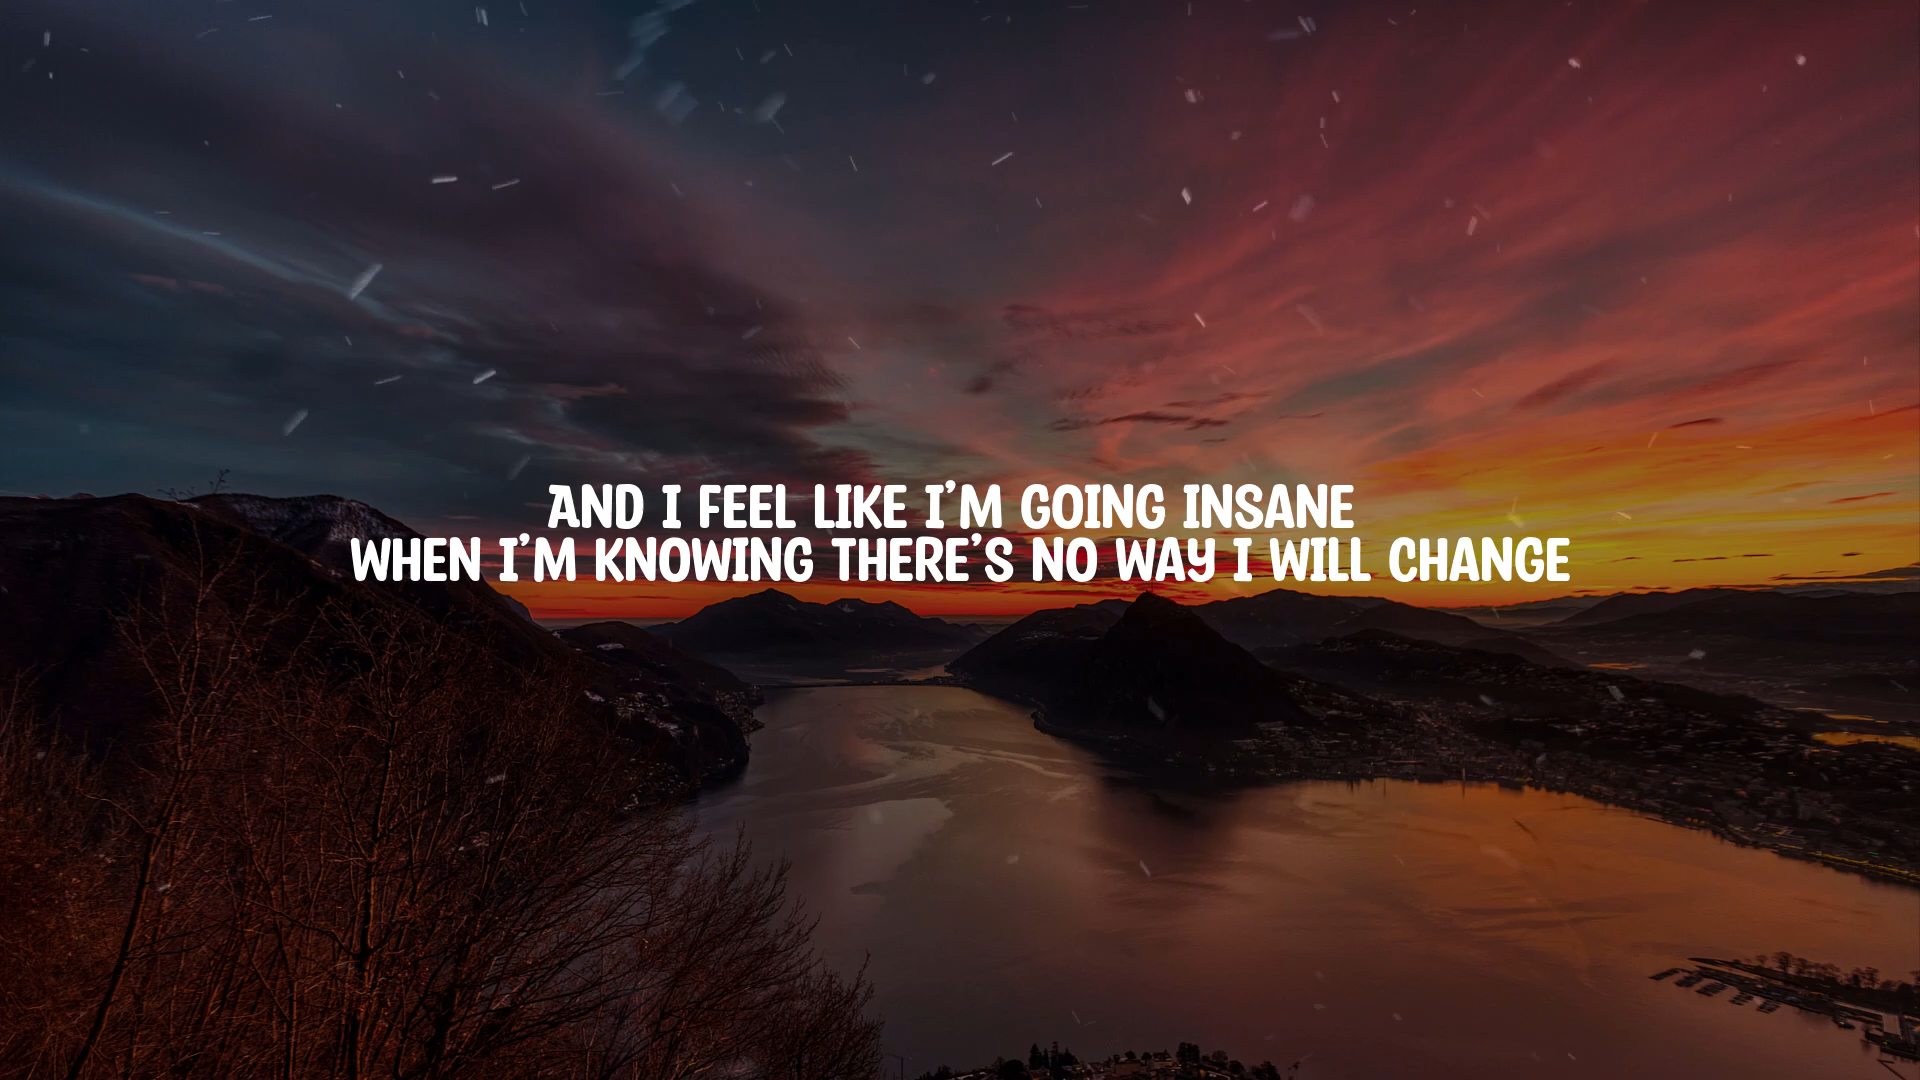 AND I FEEL LIKE I'M GOING INSANE
WHEN I'M KNOWING THERE'S NO WAY I WILL CHANGE